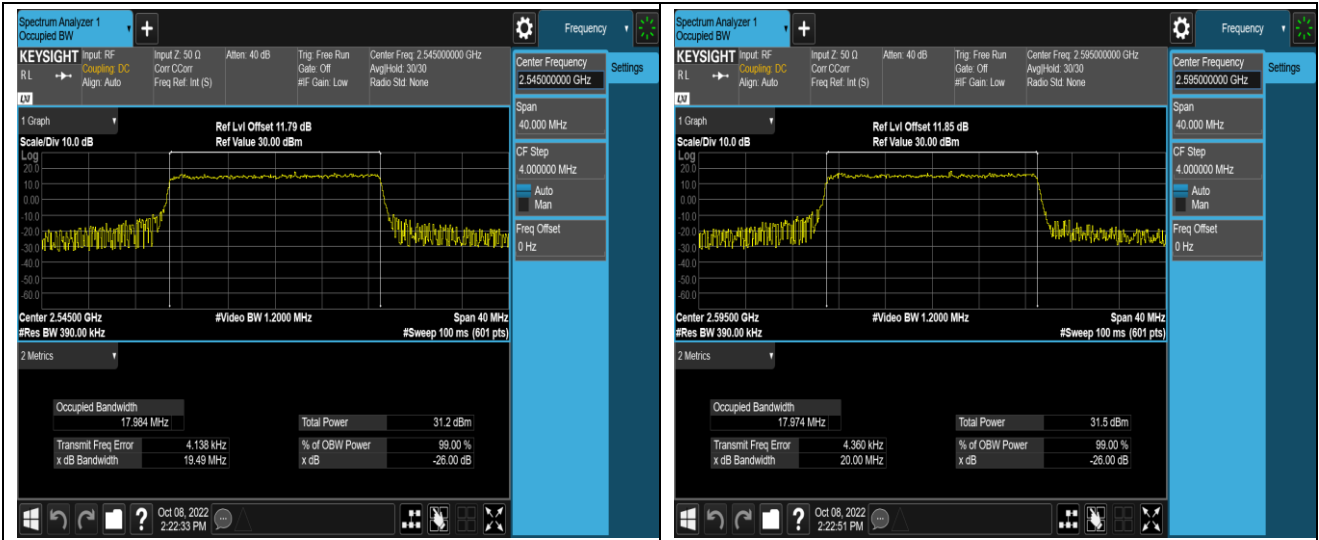 Spectrum Analyzer 1
Occupied BW
+
Frequency
KEYSIGHT Input: RF Input Z: 50 Ω Atten: 40 dB Trig: Free Run Center Freq: 2.545000000 GHz
RL Coupling: DC Corr CCorr Gate: Off Avg|Hold: 30/30
Align: Auto Freq Ref: Int (S) #IF Gain: Low Radio Std: None
LXI
Center Frequency
2.545000000 GHz
Settings
Span
40.000 MHz
CF Step
4.000000 MHz
Auto
Man
Freq Offset
0 Hz
1 Graph
Ref Lvl Offset 11.79 dB
Scale/Div 10.0 dB Ref Value 30.00 dBm
Log
20.0
10.0
0.00
-10.0
-20.0
-30.0
-40.0
-50.0
-60.0
Center 2.54500 GHz #Video BW 1.2000 MHz Span 40 MHz
#Res BW 390.00 kHz #Sweep 100 ms (601 pts)
2 Metrics
Occupied Bandwidth
17.984 MHz Total Power 31.2 dBm
Transmit Freq Error 4.138 kHz % of OBW Power 99.00 %
x dB Bandwidth 19.49 MHz x dB -26.00 dB
? Oct 08, 2022
2:22:33 PM
Spectrum Analyzer 1
Occupied BW
+
Frequency
KEYSIGHT Input: RF Input Z: 50 Ω Atten: 40 dB Trig: Free Run Center Freq: 2.595000000 GHz
RL Coupling: DC Corr CCorr Gate: Off Avg|Hold: 30/30
Align: Auto Freq Ref: Int (S) #IF Gain: Low Radio Std: None
LXI
Center Frequency
2.595000000 GHz
Settings
Span
40.000 MHz
CF Step
4.000000 MHz
Auto
Man
Freq Offset
0 Hz
1 Graph
Ref Lvl Offset 11.85 dB
Scale/Div 10.0 dB Ref Value 30.00 dBm
Log
20.0
10.0
0.00
-10.0
-20.0
-30.0
-40.0
-50.0
-60.0
Center 2.59500 GHz #Video BW 1.2000 MHz Span 40 MHz
#Res BW 390.00 kHz #Sweep 100 ms (601 pts)
2 Metrics
Occupied Bandwidth
17.974 MHz Total Power 31.5 dBm
Transmit Freq Error 4.360 kHz % of OBW Power 99.00 %
x dB Bandwidth 20.00 MHz x dB -26.00 dB
? Oct 08, 2022
2:22:51 PM